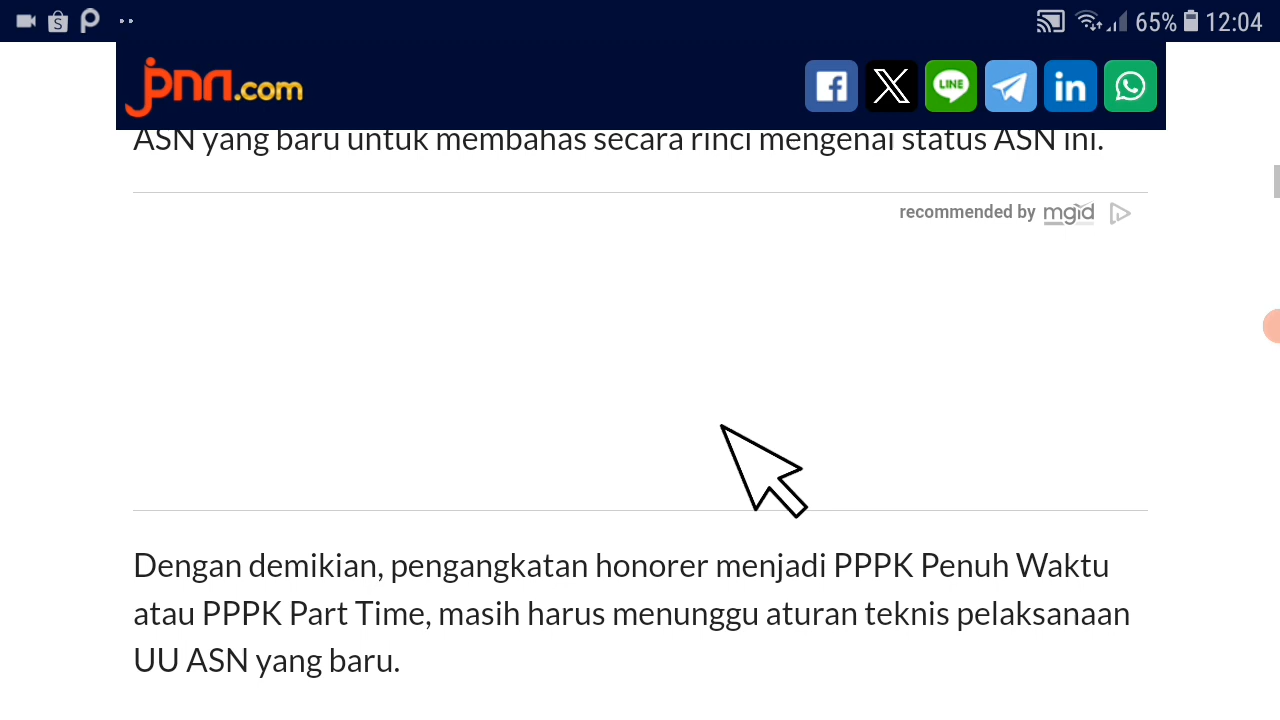 65% 12:04
jpnn.com
LINE
ASN yang baru untuk membahas secara rinci mengenai status ASN ini.
recommended by mgid
Dengan demikian, pengangkatan honorer menjadi PPPK Penuh Waktu
atau PPPK Part Time, masih harus menunggu aturan teknis pelaksanaan
UU ASN yang baru.